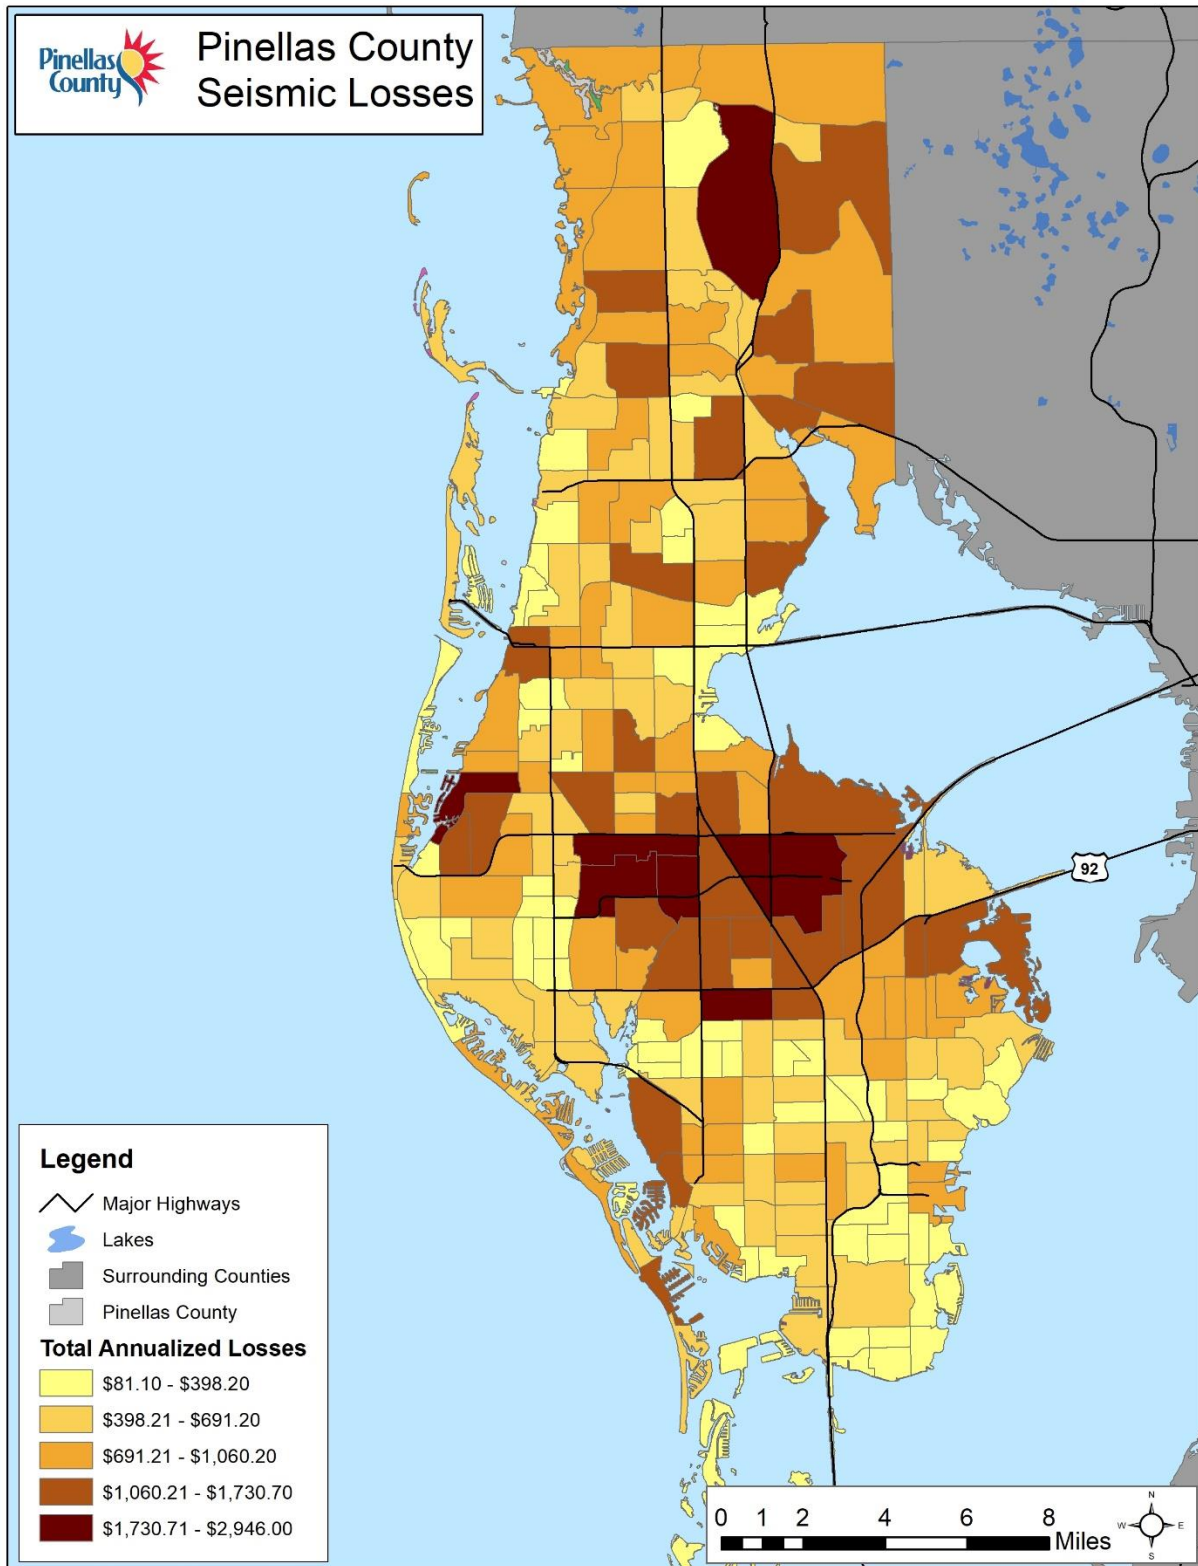 Pinellas
County
Pinellas County
Seismic Losses
92
Legend
Major Highways
Lakes
Surrounding Counties
Pinellas County
Total Annualized Losses
$81.10 - $398.20
$398.21 - $691.20
$691.21 - $1,060.20
$1,060.21 - $1,730.70
$1,730.71 - $2,946.00
0 1 2 4 6 8
Miles
N
W E
S